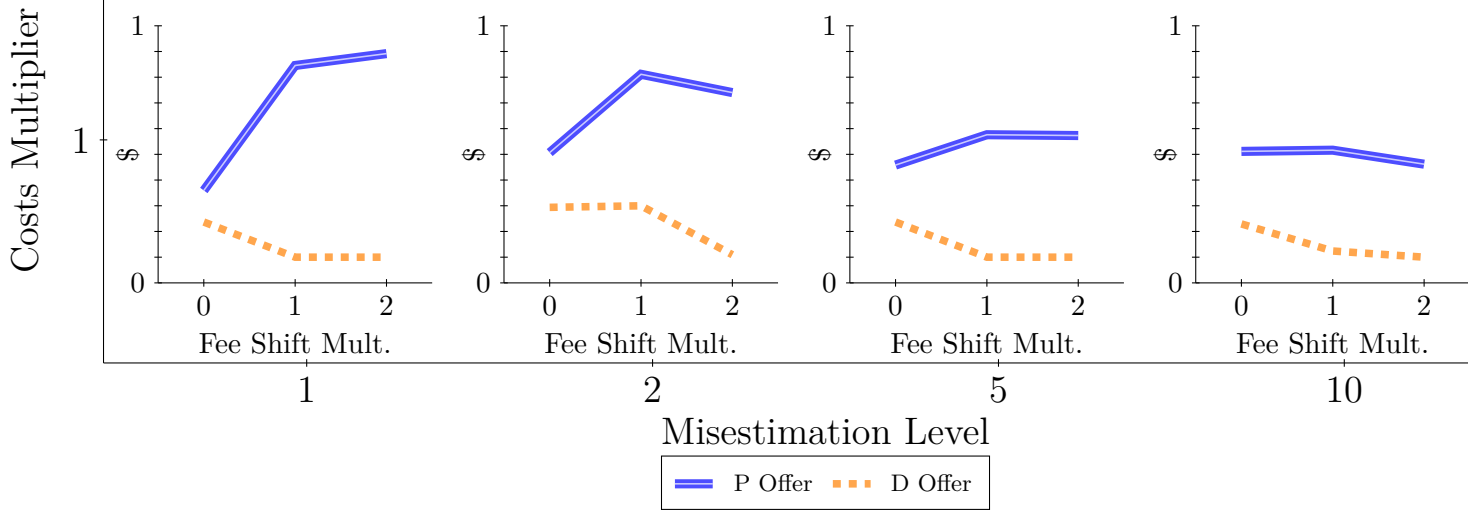 Costs Multiplier
1
1
$
0
0 1 2
Fee Shift Mult.
1
$
0
0 1 2
Fee Shift Mult.
1
$
0
0 1 2
Fee Shift Mult.
1
$
0
0 1 2
Fee Shift Mult.
1 2 5 10
Misestimation Level
P Offer D Offer